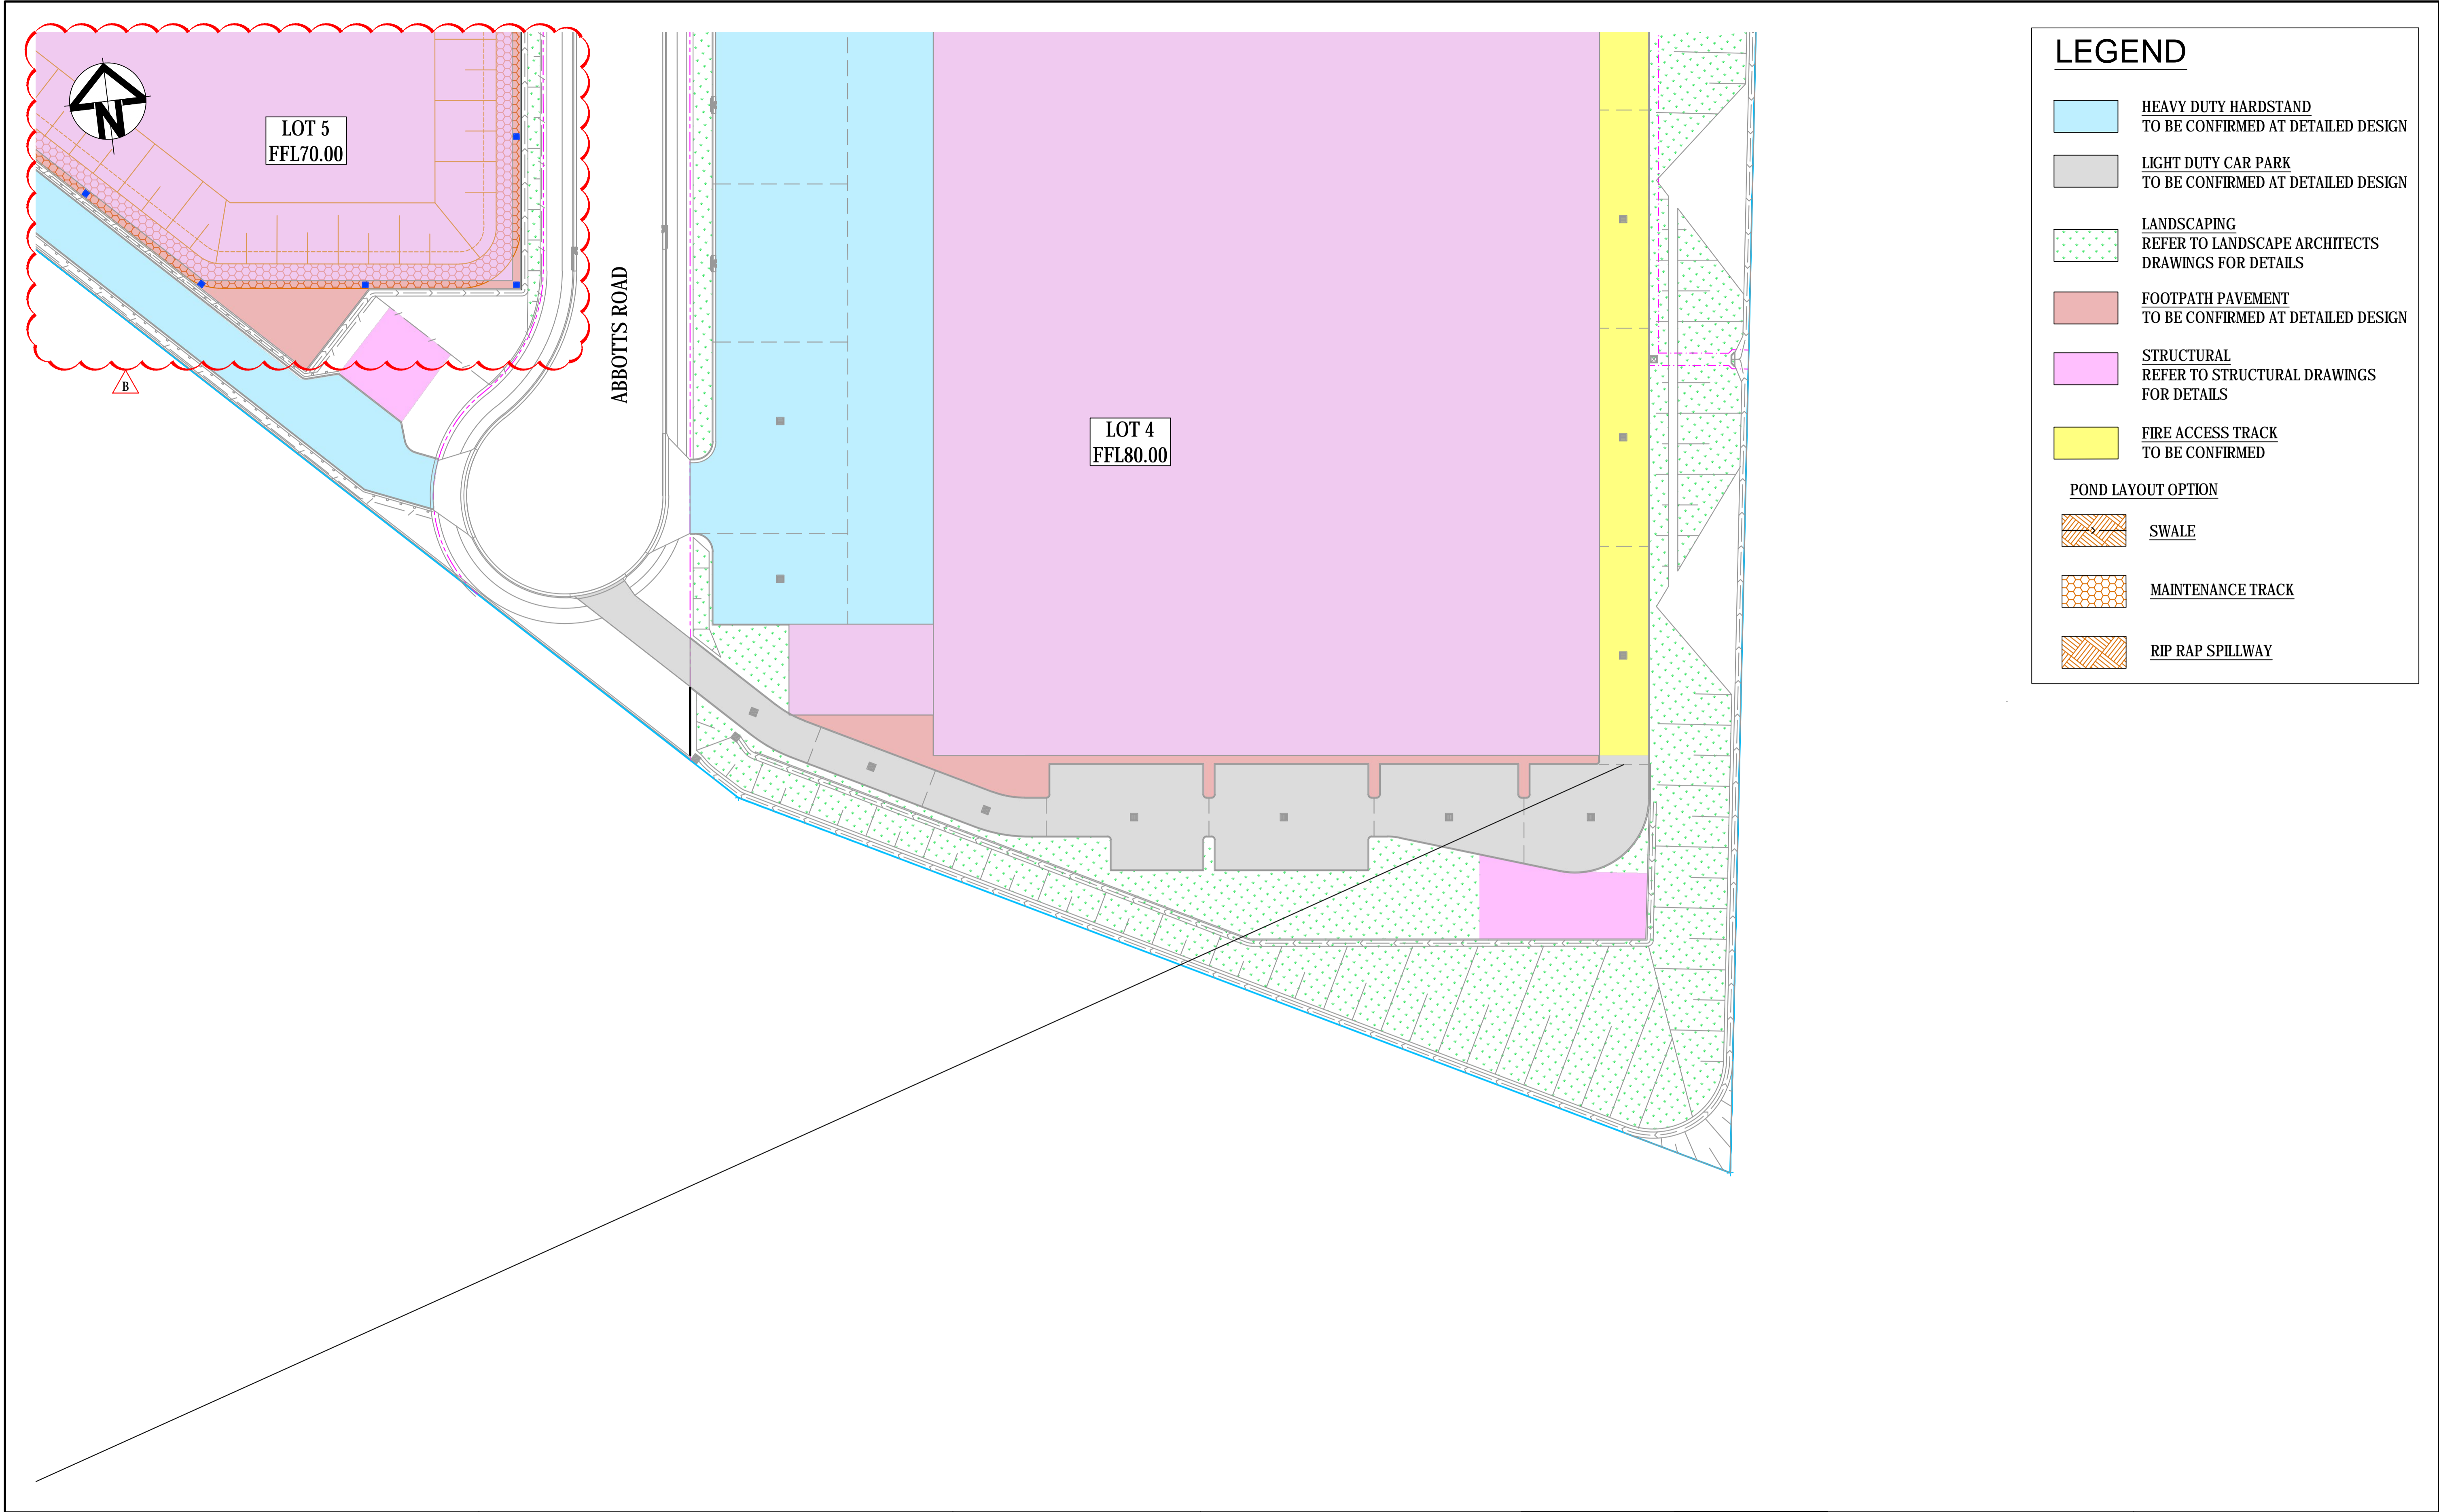 N
LOT 5
FFL70.00
B
ABBOTTS ROAD
LOT 4
FFL80.00
LEGEND
HEAVY DUTY HARDSTAND
TO BE CONFIRMED AT DETAILED DESIGN
LIGHT DUTY CAR PARK
TO BE CONFIRMED AT DETAILED DESIGN
LANDSCAPING
REFER TO LANDSCAPE ARCHITECTS
DRAWINGS FOR DETAILS
FOOTPATH PAVEMENT
TO BE CONFIRMED AT DETAILED DESIGN
STRUCTURAL
REFER TO STRUCTURAL DRAWINGS
FOR DETAILS
FIRE ACCESS TRACK
TO BE CONFIRMED
POND LAYOUT OPTION
SWALE
MAINTENANCE TRACK
RIP RAP SPILLWAY